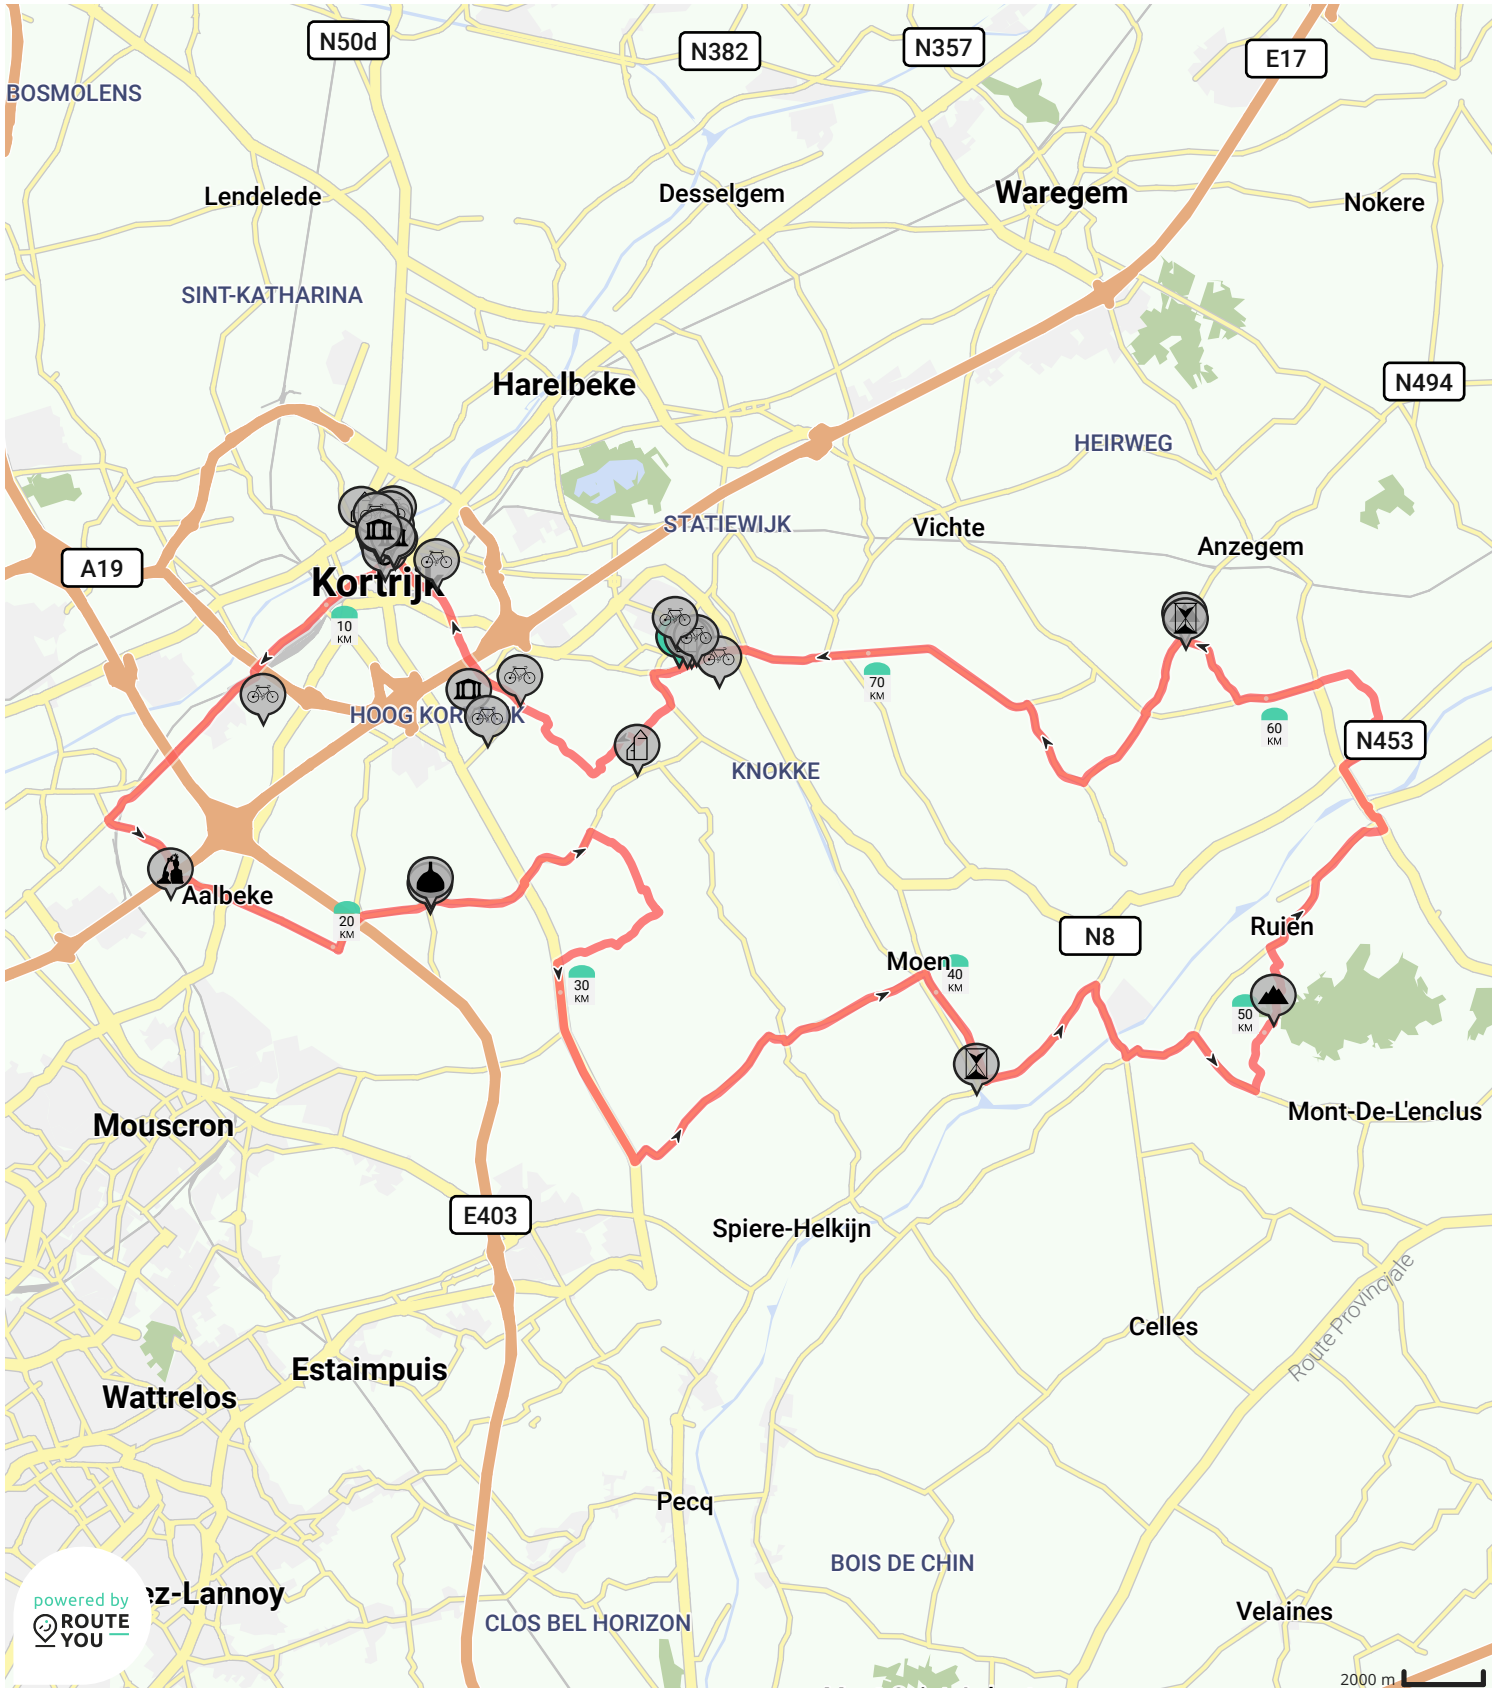 N50d
N382
N357
E17
BOSMOLENS
Lendelede
Desselgem
Waregem
Nokere
SINT-KATHARINA
Harelbeke
N494
HEIRWEG
STATIEWIJK
Vichte
Anzegem
A19
Kortrijk
10
KM
70
KM
HOOG KOR K
60
KM
N453
KNOKKE
Aalbeke
20
KM
N8
Ruien
Moen
40
KM
30
KM
50
KM
Mont-De-L'enclus
Mouscron
E403
Spiere-Helkijn
Route Provinciale
Celles
Estaimpuis
Wattrelos
Pecq
BOIS DE CHIN
powered by
ROUTE
YOU
ez-Lannoy
CLOS BEL HORIZON
Velaines
2000 m